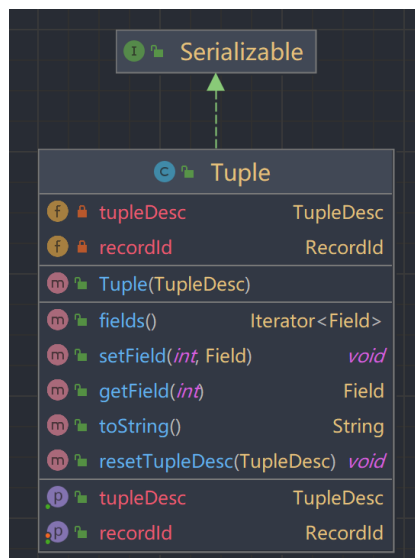 I Serializable
C Tuple
f tupleDesc TupleDesc
f recordId RecordId
m Tuple(TupleDesc)
m fields() Iterator<Field>
m setField(int, Field) void
m getField(int) Field
m toString() String
m resetTupleDesc(TupleDesc) void
p tupleDesc TupleDesc
p recordId RecordId